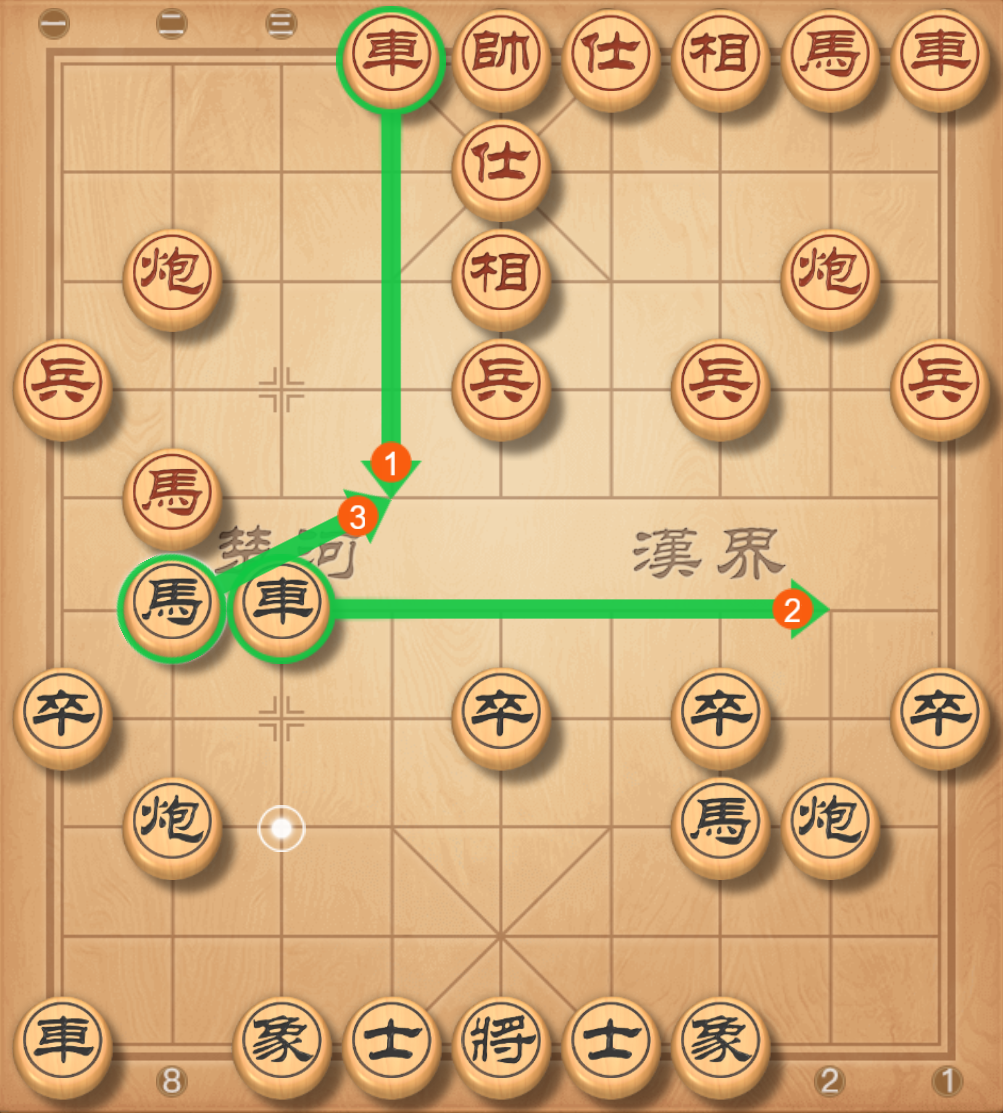 一 二 三
車 帥 仕 相 馬 車
仕
炮 相 炮
兵 兵 兵 兵
1
馬
3
楚河 漢界
馬 車 2
卒 卒 卒 卒
炮 馬 炮
車 象 士 將 士 象
8 2 1